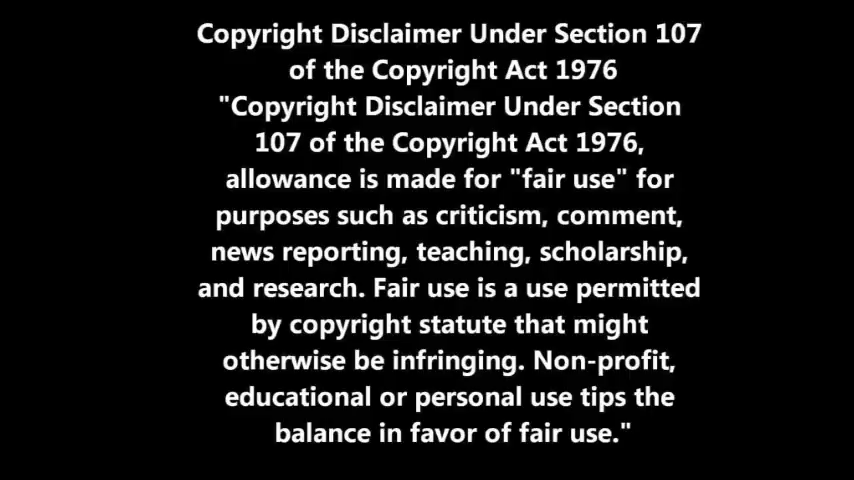 Copyright Disclaimer Under Section 107
of the Copyright Act 1976
"Copyright Disclaimer Under Section
107 of the Copyright Act 1976,
allowance is made for "fair use" for
purposes such as criticism, comment,
news reporting, teaching, scholarship,
and research. Fair use is a use permitted
by copyright statute that might
otherwise be infringing. Non-profit,
educational or personal use tips the
balance in favor of fair use."